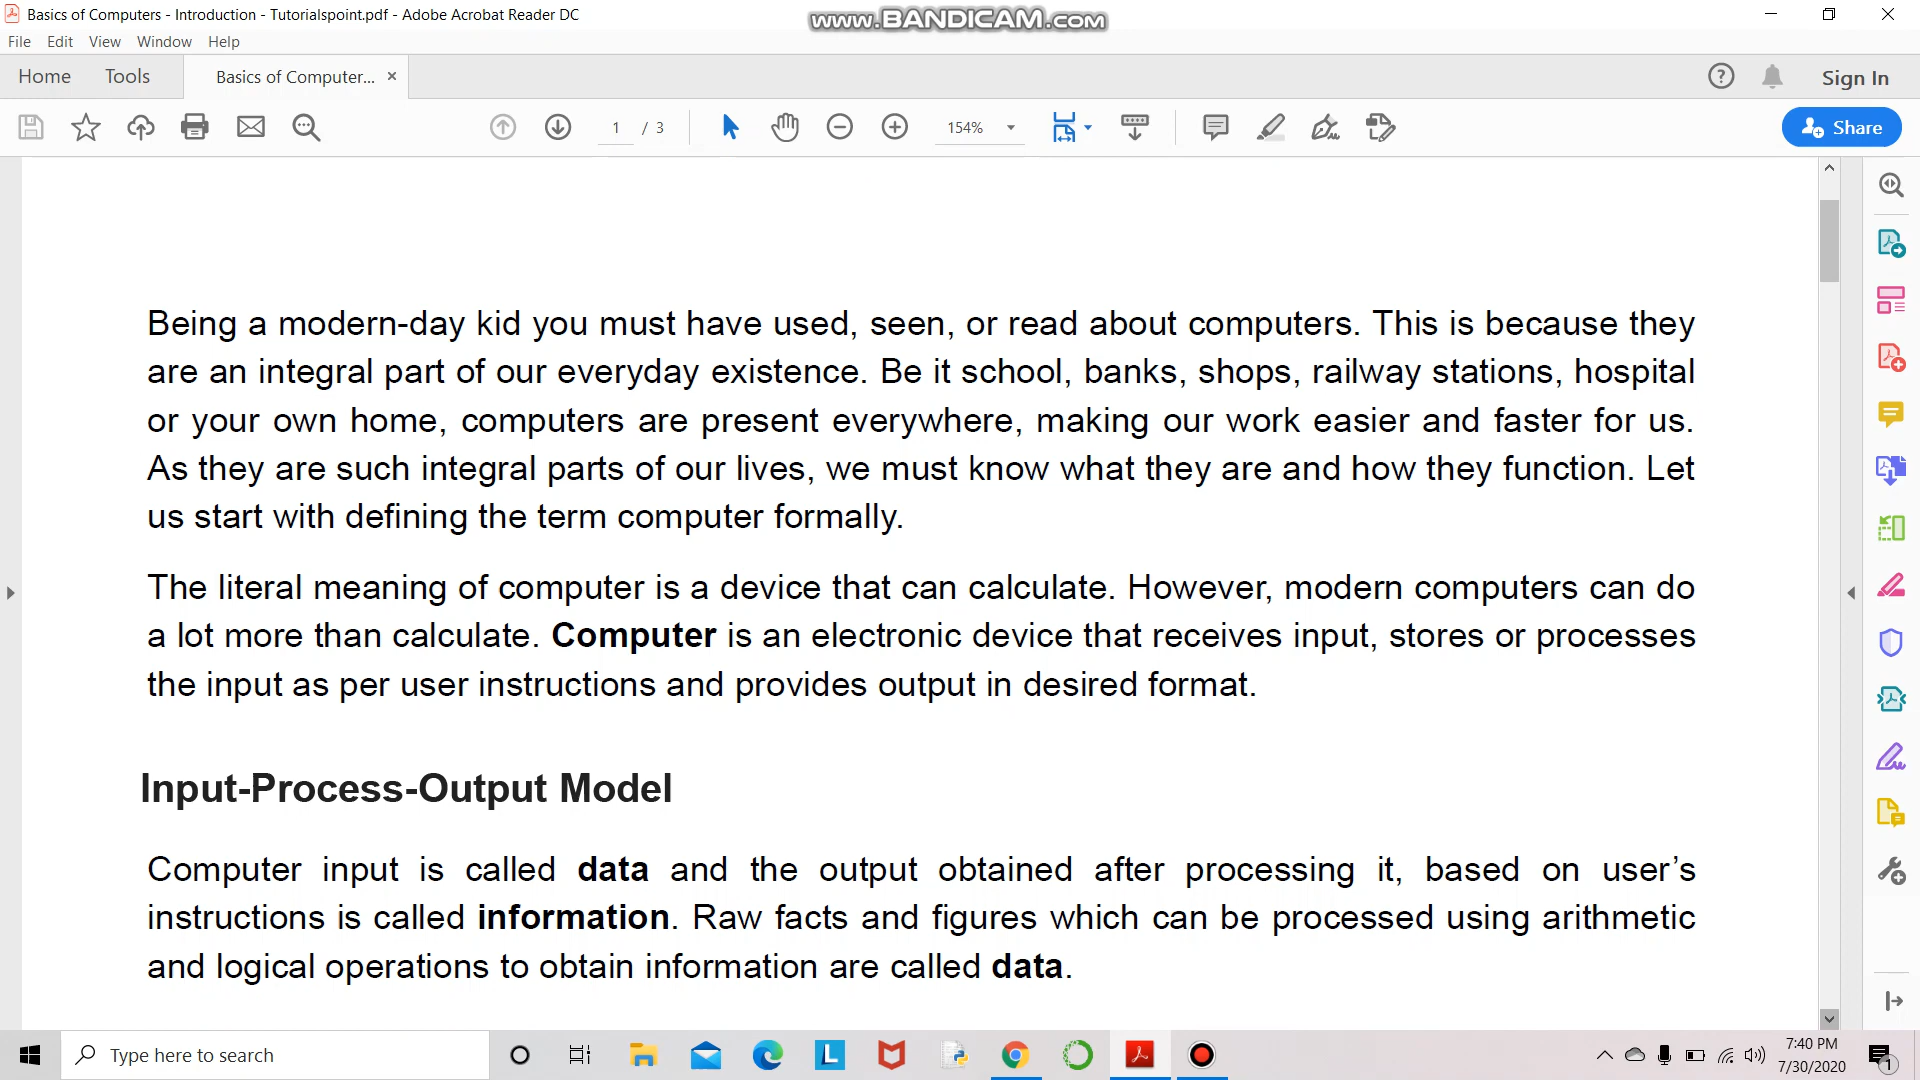 Basics of Computers - Introduction - Tutorialspoint.pdf - Adobe Acrobat Reader DC
www.BANDICAM.com
File Edit View Window Help
Home Tools Basics of Computer... × Sign In
1 / 3 154% Share
Being a modern-day kid you must have used, seen, or read about computers. This is because they
are an integral part of our everyday existence. Be it school, banks, shops, railway stations, hospital
or your own home, computers are present everywhere, making our work easier and faster for us.
As they are such integral parts of our lives, we must know what they are and how they function. Let
us start with defining the term computer formally.
The literal meaning of computer is a device that can calculate. However, modern computers can do
a lot more than calculate. Computer is an electronic device that receives input, stores or processes
the input as per user instructions and provides output in desired format.
Input-Process-Output Model
Computer input is called data and the output obtained after processing it, based on user’s
instructions is called information. Raw facts and figures which can be processed using arithmetic
and logical operations to obtain information are called data.
Type here to search
L
7:40 PM
7/30/2020
1